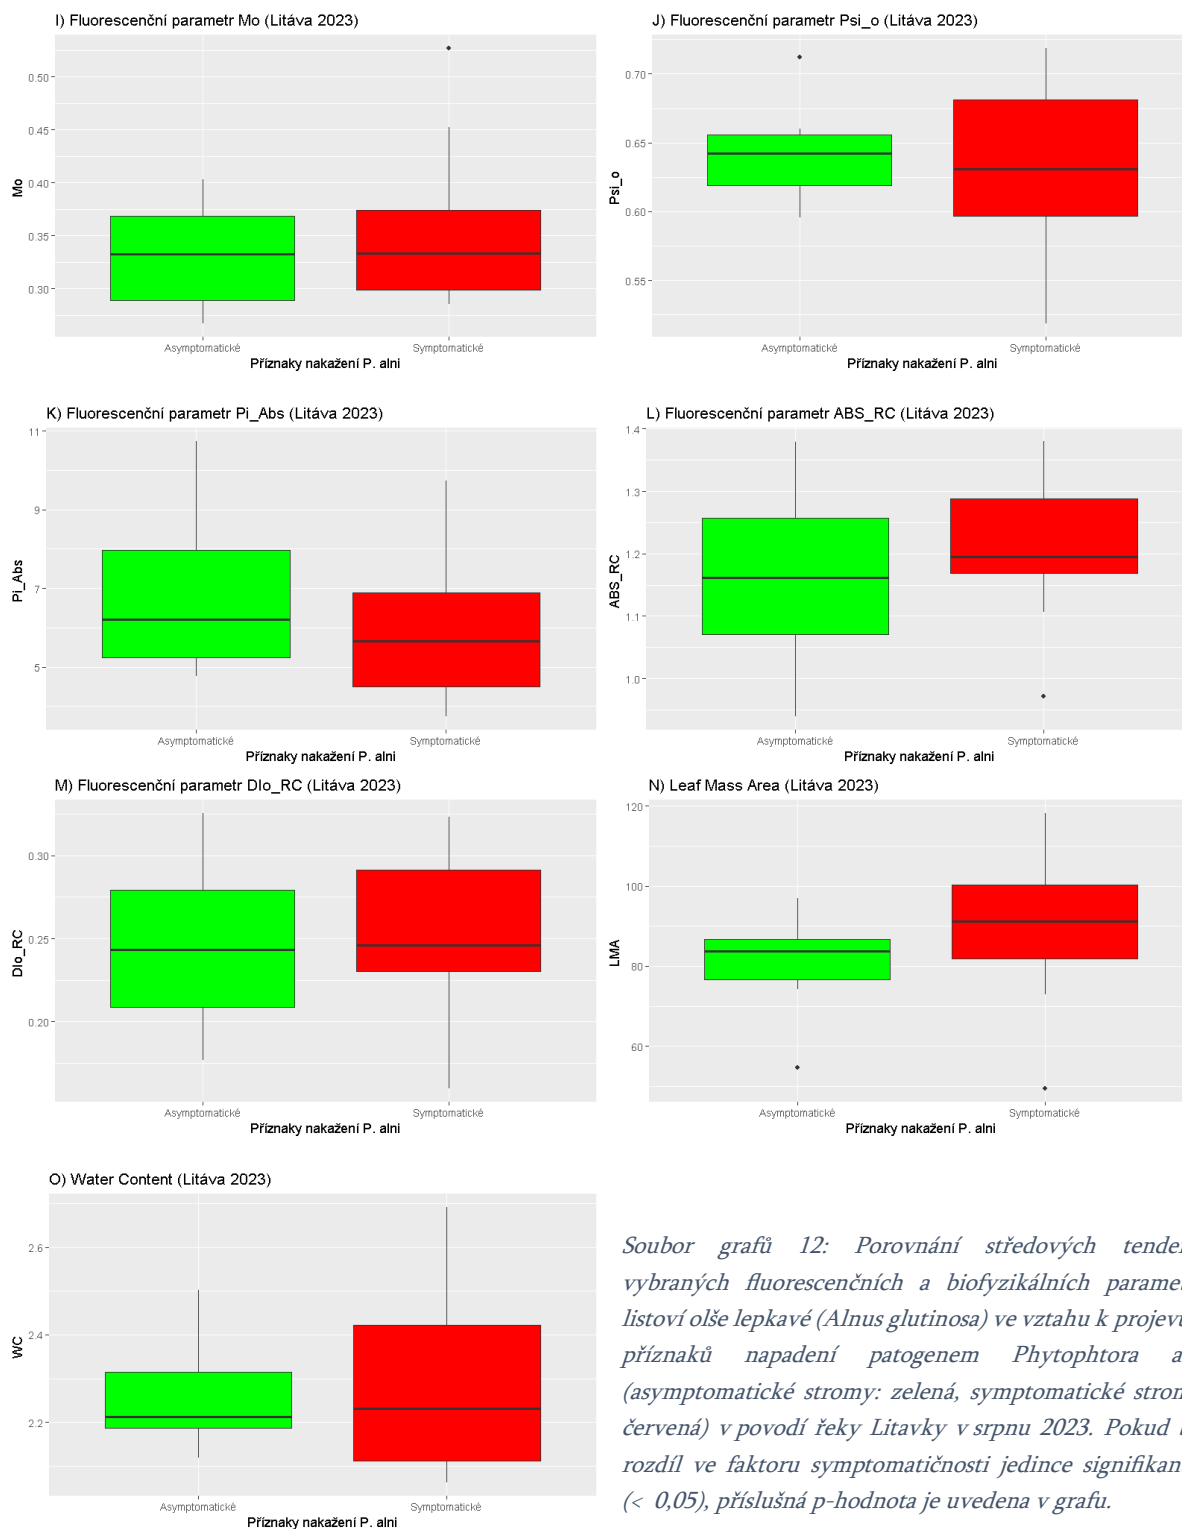 I) Fluorescenční parametr Mo (Litáva 2023)
Mo
0.50
0.45
0.40
0.35
0.30
Asymptomatické Symptomatické
Příznaky nakažení P. alni
J) Fluorescenční parametr Psi_o (Litáva 2023)
Psi_o
0.70
0.65
0.60
0.55
Asymptomatické Symptomatické
Příznaky nakažení P. alni
K) Fluorescenční parametr Pi_Abs (Litáva 2023)
Pi_Abs
11
9
7
5
Asymptomatické Symptomatické
Příznaky nakažení P. alni
L) Fluorescenční parametr ABS_RC (Litáva 2023)
ABS_RC
1.4
1.3
1.2
1.1
1.0
Asymptomatické Symptomatické
Příznaky nakažení P. alni
M) Fluorescenční parametr DIo_RC (Litáva 2023)
DIo_RC
0.30
0.25
0.20
Asymptomatické Symptomatické
Příznaky nakažení P. alni
N) Leaf Mass Area (Litáva 2023)
LMA
120
100
80
60
Asymptomatické Symptomatické
Příznaky nakažení P. alni
O) Water Content (Litáva 2023)
WC
2.6
2.4
2.2
Asymptomatické Symptomatické
Příznaky nakažení P. alni
Soubor grafů 12: Porovnání středových
vybraných fluorescenčních a biofyzikálních
listoví olše lepkavé (Alnus glutinosa) ve vztahu k
příznaků napadení patogenem Phytophtora
(asymptomatické stromy: zelená, symptomatické
červená) v povodí řeky Litavky v srpnu 2023. Pokud
rozdíl ve faktoru symptomatičnosti jedince
(< 0,05), příslušná p-hodnota je uvedena v grafu.